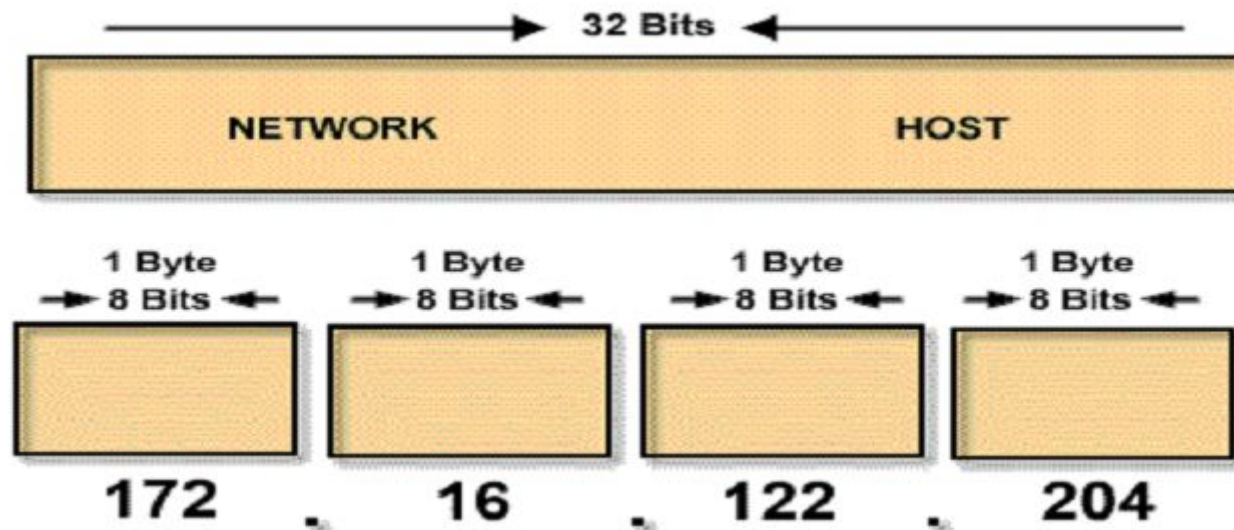 32 Bits
NETWORK HOST
1 Byte 1 Byte 1 Byte 1 Byte
8 Bits 8 Bits 8 Bits 8 Bits
172 . 16 . 122 . 204